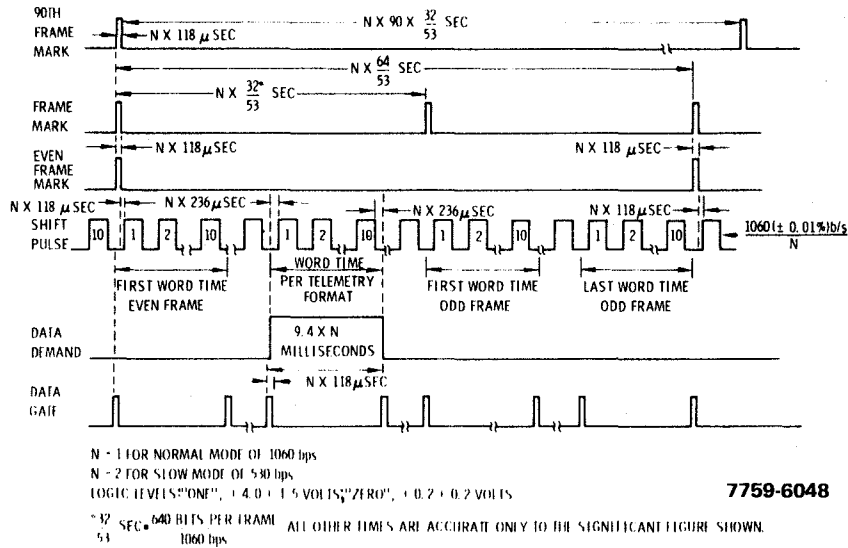 90TH FRAME MARK
N X 90 X 32/53 SEC
N X 118 μSEC
N X 64/53 SEC
N X 32*/53 SEC
FRAME MARK
EVEN FRAME MARK
N X 118 μSEC
N X 118 μSEC
N X 118 μSEC
N X 236 μSEC
N X 236 μSEC
N X 118 μSEC
SHIFT PULSE
10 1 2 10 1 2 10 1 2 10 1 2 10
1060(± 0.01%)b/s
N
FIRST WORD TIME EVEN FRAME
WORD TIME PER TELEMETRY FORMAT
FIRST WORD TIME ODD FRAME
LAST WORD TIME ODD FRAME
DATA DEMAND
9.4 X N MILLISECONDS
N X 118 μSEC
DATA GATE
N - 1 FOR NORMAL MODE OF 1060 bps
N - 2 FOR SLOW MODE OF 530 bps
LOGIC LEVELS: "ONE", + 4.0 ± 1.5 VOLTS; "ZERO", + 0.2 ± 0.2 VOLTS
7759-6048
*32/53 SEC = 640 BITS PER FRAME / 1060 bps ALL OTHER TIMES ARE ACCURATE ONLY TO THE SIGNIFICANT FIGURE SHOWN.